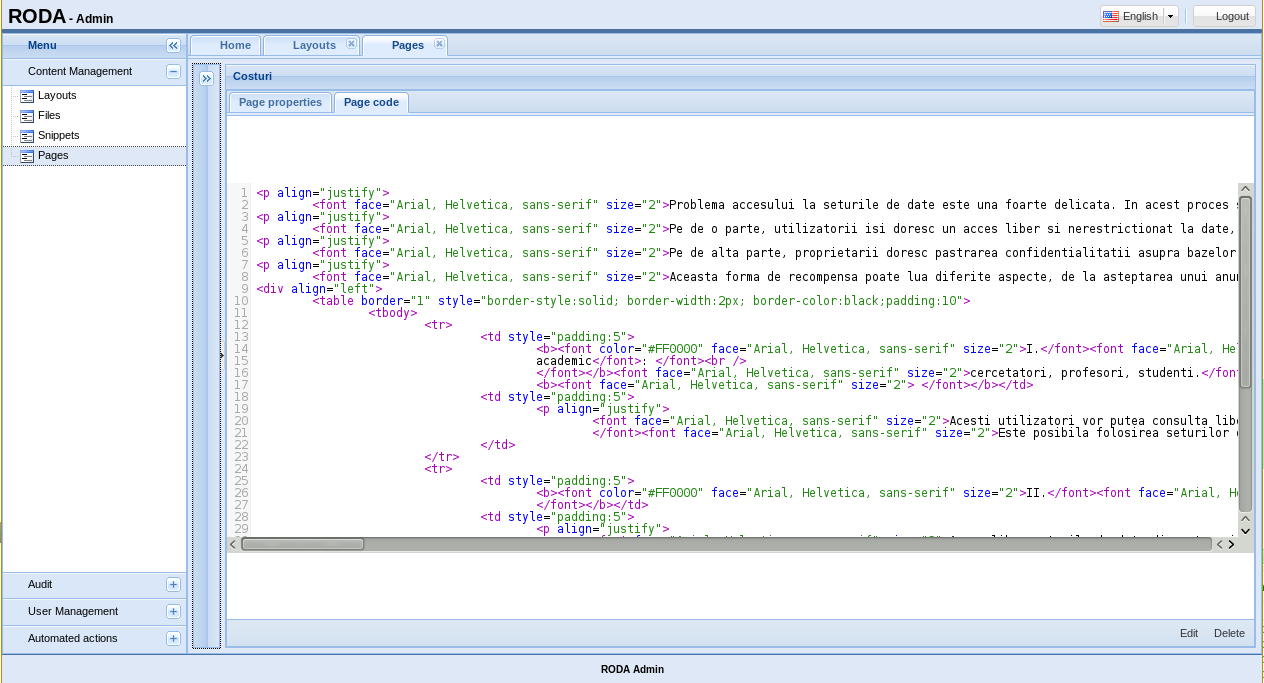 RODA - Admin
English
Logout
Menu
Home
Layouts
Pages
Content Management
Layouts
Files
Snippets
Pages
Audit
User Management
Automated actions
Costuri
Page properties
Page code
1 <p align="justify">
2 <font face="Arial, Helvetica, sans-serif" size="2">Problema accesului la seturile de date este una foarte delicata. In acest proces
3 <p align="justify">
4 <font face="Arial, Helvetica, sans-serif" size="2">Pe de o parte, utilizatorii isi doresc un acces liber si nerestrictionat la date,
5 <p align="justify">
6 <font face="Arial, Helvetica, sans-serif" size="2">Pe de alta parte, proprietarii doresc pastrarea confidentialitatii asupra bazelor
7 <p align="justify">
8 <font face="Arial, Helvetica, sans-serif" size="2">Aceasta forma de recompensa poate lua diferite aspecte, de la asteptarea unui
9 <div align="left">
10 <table border="1" style="border-style:solid; border-width:2px; border-color:black;padding:10">
11 <tbody>
12 <tr>
13 <td style="padding:5">
14 <b><font color="#FF0000" face="Arial, Helvetica, sans-serif" size="2">I.</font><font face="Arial,
15 academic</font>: </font><br />
16 </font></b><font face="Arial, Helvetica, sans-serif" size="2">cercetatori, profesori, studenti.
17 <b><font face="Arial, Helvetica, sans-serif" size="2"> </font></b></td>
18 <td style="padding:5">
19 <p align="justify">
20 <font face="Arial, Helvetica, sans-serif" size="2">Acesti utilizatori vor putea consulta
21 </font><font face="Arial, Helvetica, sans-serif" size="2">Este posibila folosirea seturilor
22 </td>
23 </tr>
24 <tr>
25 <td style="padding:5">
26 <b><font color="#FF0000" face="Arial, Helvetica, sans-serif" size="2">II.</font><font face="Arial,
27 </font></b></td>
28 <td style="padding:5">
29 <p align="justify">
Edit
Delete
RODA Admin